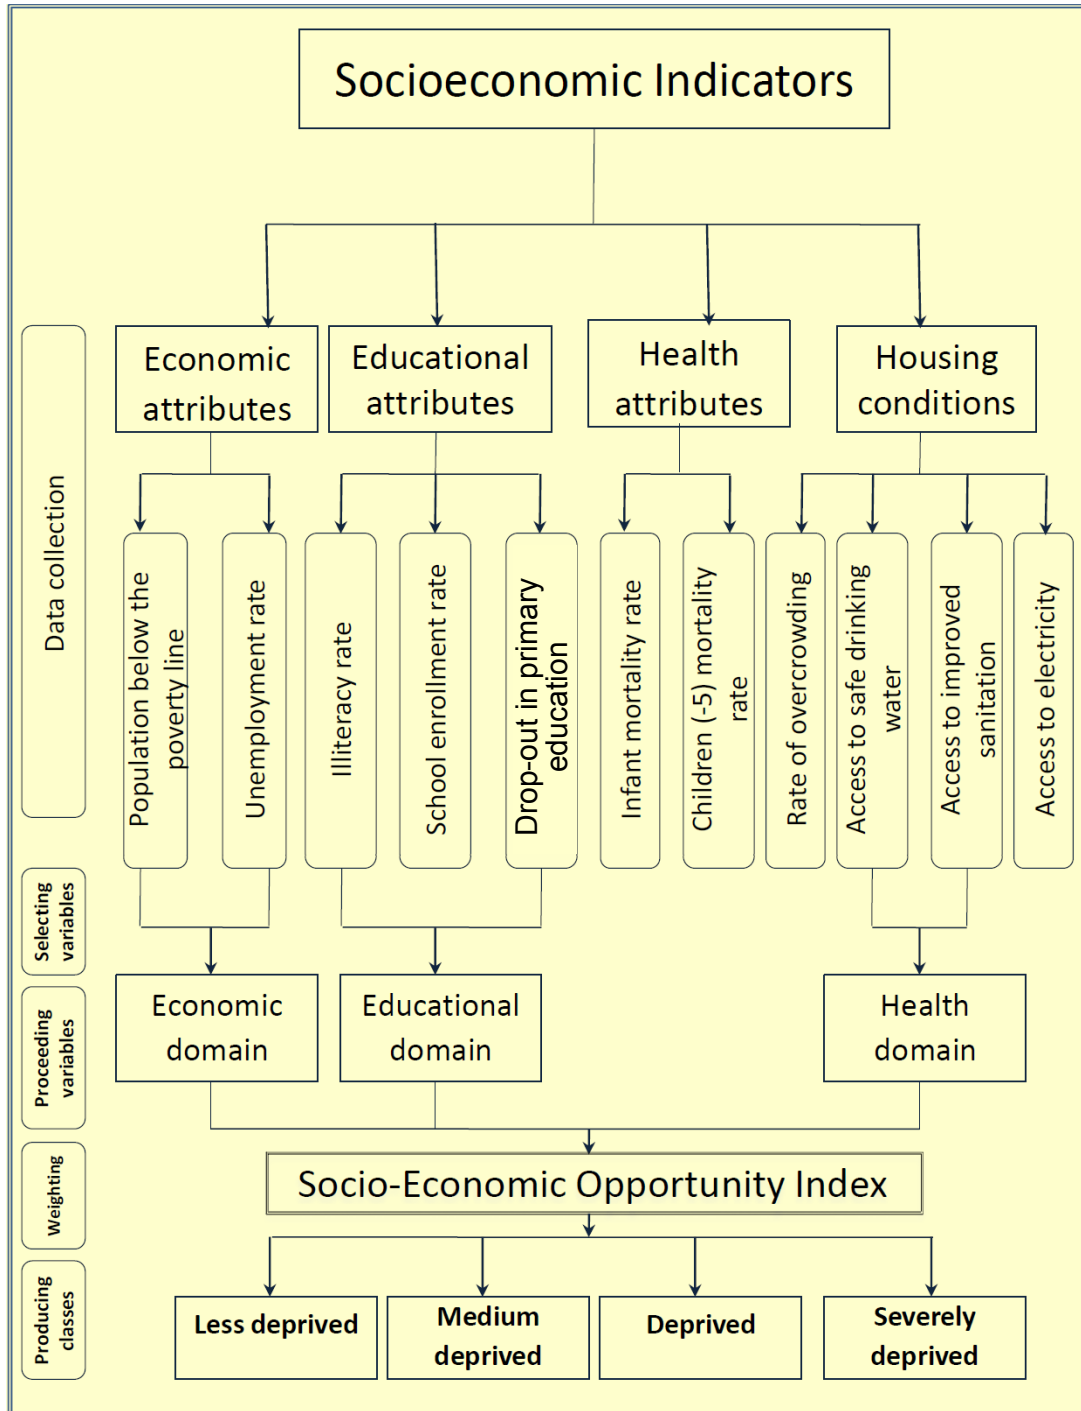 Socioeconomic Indicators
Economic
attributes
Educational
attributes
Health
attributes
Housing
conditions
Data collection
Population below the
poverty line
Unemployment rate
Illiteracy rate
School enrollment rate
Drop-out in primary
education
Infant mortality rate
Children (-5) mortality
rate
Rate of overcrowding
Access to safe drinking
water
Access to improved
sanitation
Access to electricity
Selecting
variables
Proceeding
variables
Economic
domain
Educational
domain
Health
domain
Weighting
Socio-Economic Opportunity Index
Producing
classes
Less deprived
Medium
deprived
Deprived
Severely
deprived